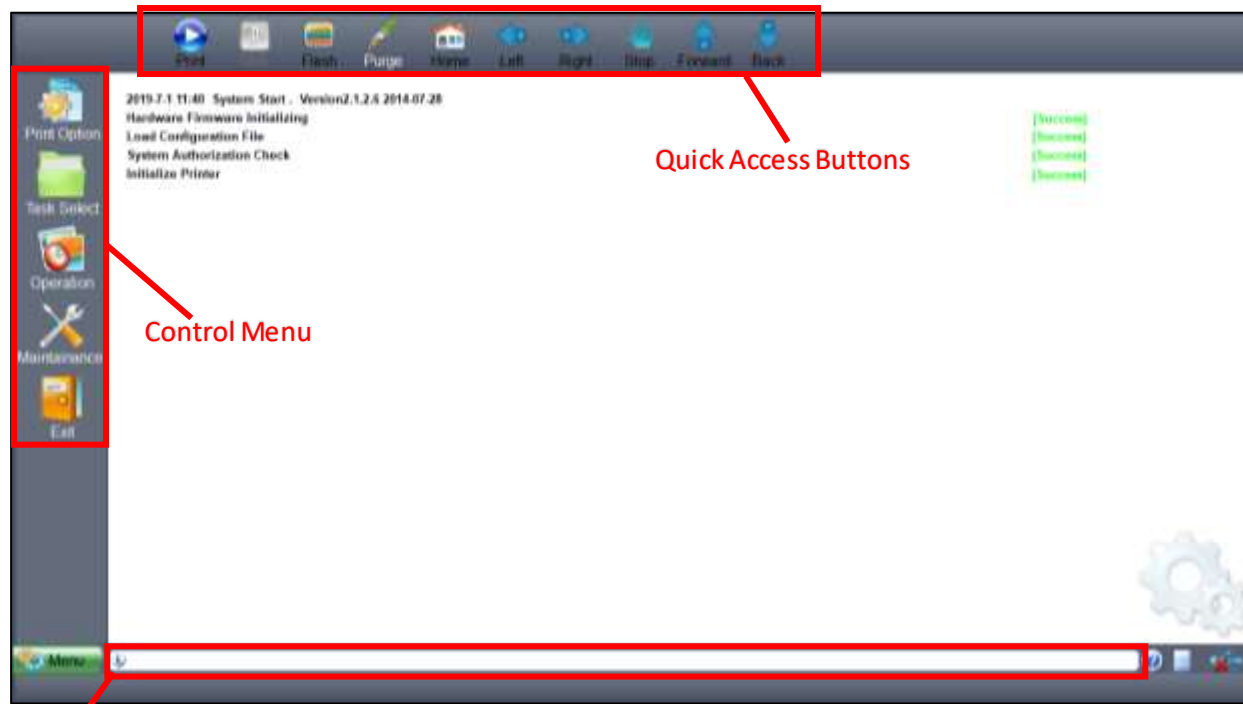 Print Flash Purge Home Left Right Stop Forward Back
2019-7-1 11:40 System Start . Version2.1.2.6 2014-07-28
Hardware Firmware Initializing [Success]
Load Configuration File [Success]
System Authorization Check [Success]
Initialize Printer [Success]
Quick Access Buttons
Print Option
Task Select
Operation
Maintainance
Exit
Control Menu
Menu